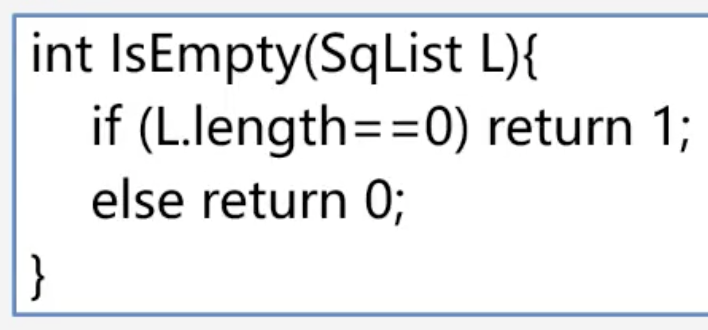 int IsEmpty(SqList L){
if (L.length==0) return 1;
else return 0;
}